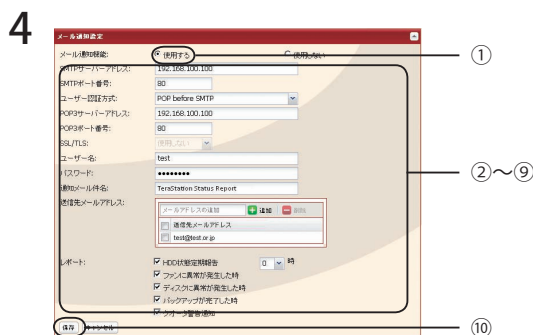 4
メール通知設定
メール通知機能: 使用する 使用しない ①
SMTPサーバーアドレス: 192.168.100.100
SMTPポート番号: 80
ユーザー認証方式: POP before SMTP
POP3サーバーアドレス: 192.168.100.100
POP3ポート番号: 80
SSL/TLS: 使用しない
ユーザー名: test
パスワード: ●●●●●●●● ②～⑨
通知メール件名: TeraStation Status Report
送信先メールアドレス: メールアドレスの追加 追加 削除
送信先メールアドレス
test@test.or.jp
レポート: HDD状態定期報告 0 時
ファンに異常が発生した時
ディスクに異常が発生した時
バックアップが完了した時
クオータ警告通知
保存 キャンセル ⑩